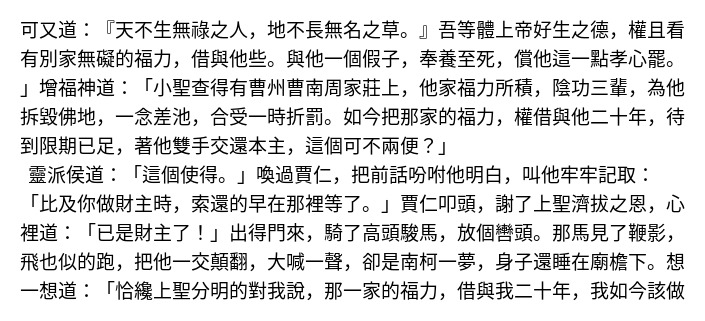 可又道：『天不生無祿之人，地不長無名之草。』吾等體上帝好生之德，權且看
有別家無礙的福力，借與他些。與他一個假子，奉養至死，償他這一點孝心罷。
」增福神道：「小聖查得有曹州曹南周家莊上，他家福力所積，陰功三輩，為他
拆毀佛地，一念差池，合受一時折罰。如今把那家的福力，權借與他二十年，待
到限期已足，著他雙手交還本主，這個可不兩便？」
靈派侯道：「這個使得。」喚過賈仁，把前話吩咐他明白，叫他牢牢記取：
「比及你做財主時，索還的早在那裡等了。」賈仁叩頭，謝了上聖濟拔之恩，心
裡道：「已是財主了！」出得門來，騎了高頭駿馬，放個轡頭。那馬見了鞭影，
飛也似的跑，把他一交顛翻，大喊一聲，卻是南柯一夢，身子還睡在廟檐下。想
一想道：「恰纔上聖分明的對我說，那一家的福力，借與我二十年，我如今該做